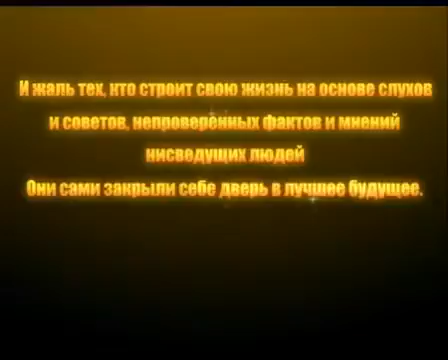 И жаль тех, кто строит свою жизнь на основе слухов
и советов, непроверенных фактов и мнений
нисведущих людей
Они сами закрыли себе дверь в лучшее будущее.